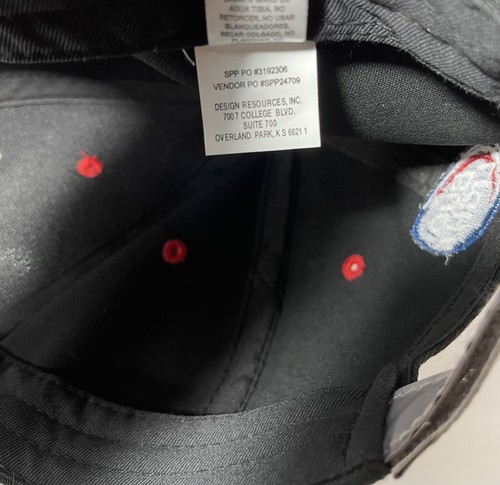 AGUA TIBIA, NO
RETORCER, NO USAR
BLANQUEADORES,
SECAR COLGADO, NO
PLANCHAR
SPP PO #3192306
VENDOR PO #SPP24709
DESIGN RESOURCES, INC.
7007 COLLEGE BLVD.
SUITE 700
OVERLAND PARK, KS 66211